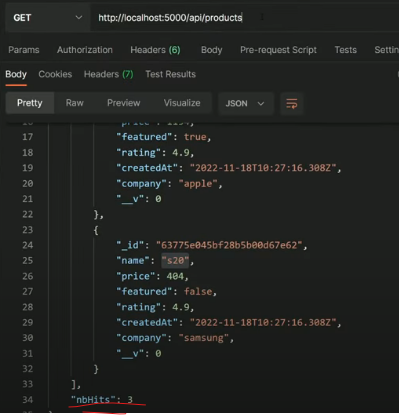 GET http://localhost:5000/api/products
Params Authorization Headers (6) Body Pre-request Script Tests
Body Cookies Headers (7) Test Results
Pretty Raw Preview Visualize JSON
17 "featured": true,
18 "rating": 4.9,
19 "createdAt": "2022-11-18T10:27:16.308Z",
20 "company": "apple",
21 "__v": 0
22 },
23 {
24 "_id": "63775e045bf28b5b00d67e62",
25 "name": "s20",
26 "price": 404,
27 "featured": false,
28 "rating": 4.9,
29 "createdAt": "2022-11-18T10:27:16.308Z",
30 "company": "samsung",
31 "__v": 0
32 }
33 ],
34 "nbHits": 3